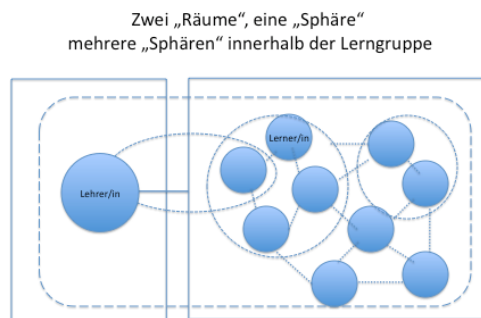 Zwei „Räume“, eine „Sphäre“
mehrere „Sphären“ innerhalb der Lerngruppe
Lerner/in
Lehrer/in